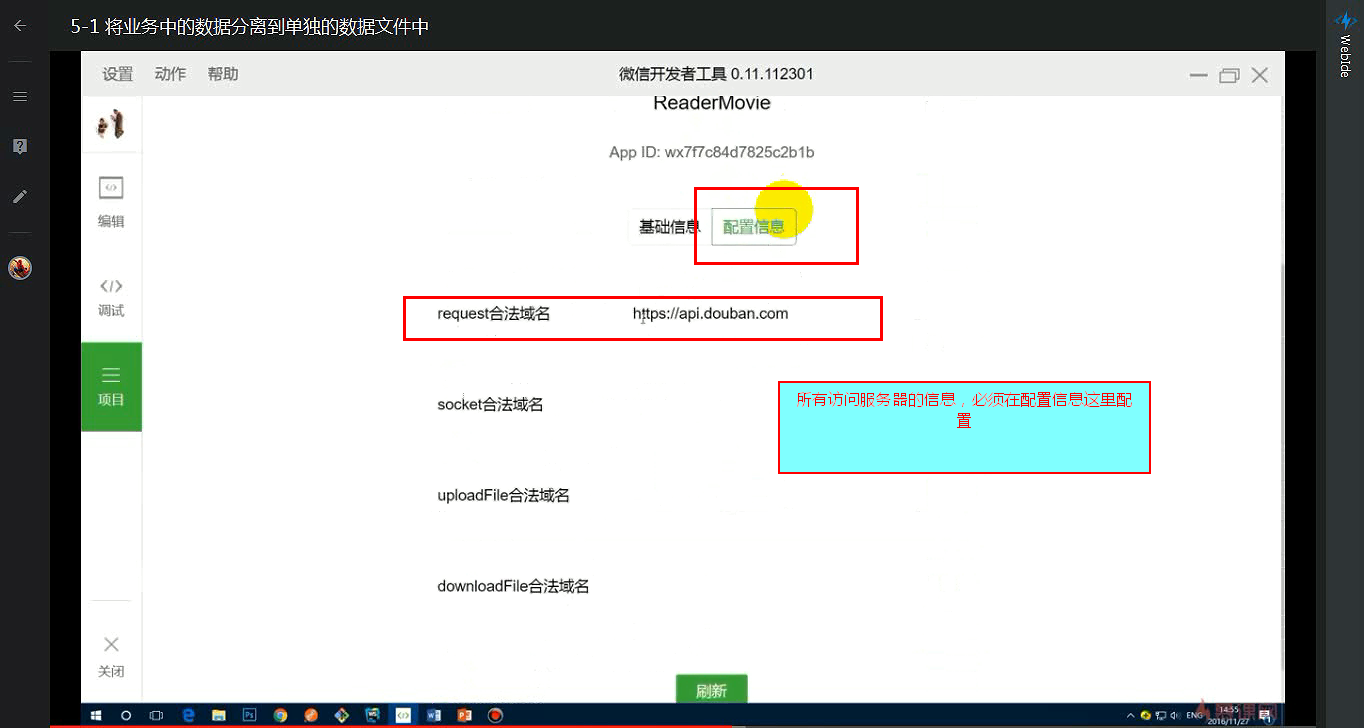 5-1 将业务中的数据分离到单独的数据文件中
WebIde
设置 动作 帮助
微信开发者工具 0.11.112301
ReaderMovie
App ID: wx7f7c84d7825c2b1b
编辑
基础信息 配置信息
调试
request合法域名 https://api.douban.com
项目
socket合法域名
所有访问服务器的信息，必须在配置信息这里配
置
uploadFile合法域名
downloadFile合法域名
关闭
刷新
ENG
14:55
2016/11/27